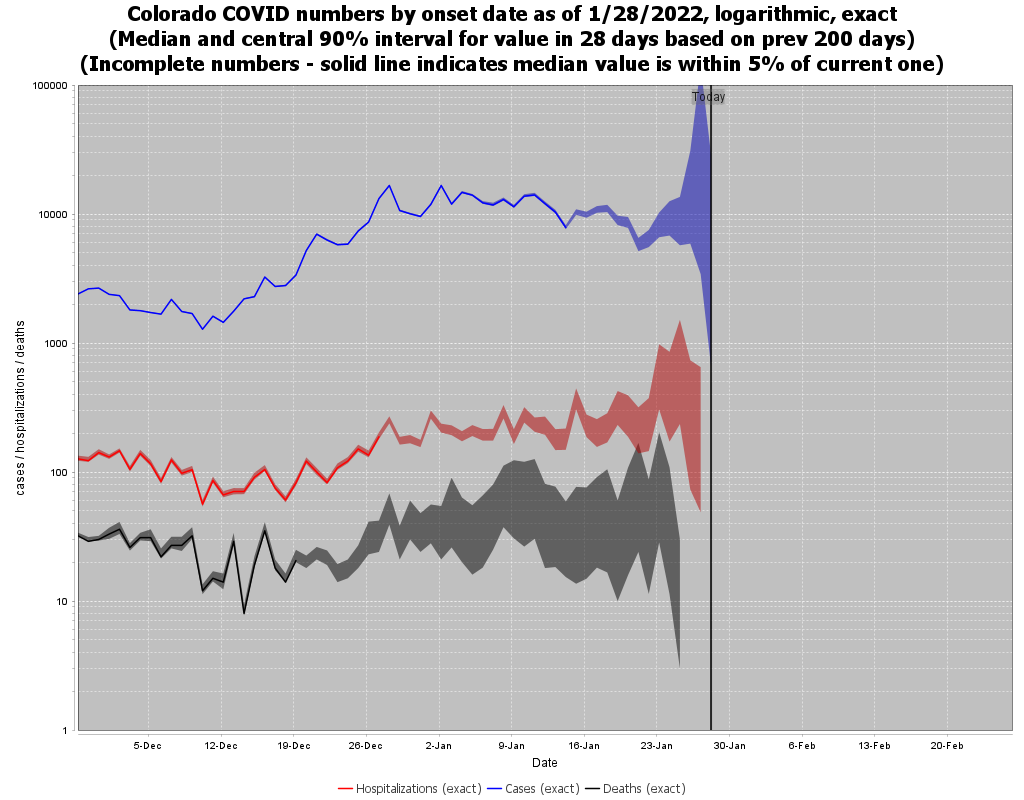 Colorado COVID numbers by onset date as of 1/28/2022, logarithmic, exact
(Median and central 90% interval for value in 28 days based on prev 200 days)
(Incomplete numbers - solid line indicates median value is within 5% of current one)
Today
100000
10000
1000
100
10
1
cases / hospitalizations / deaths
5-Dec 12-Dec 19-Dec 26-Dec 2-Jan 9-Jan 16-Jan 23-Jan 30-Jan 6-Feb 13-Feb 20-Feb
Date
Hospitalizations (exact) Cases (exact) Deaths (exact)